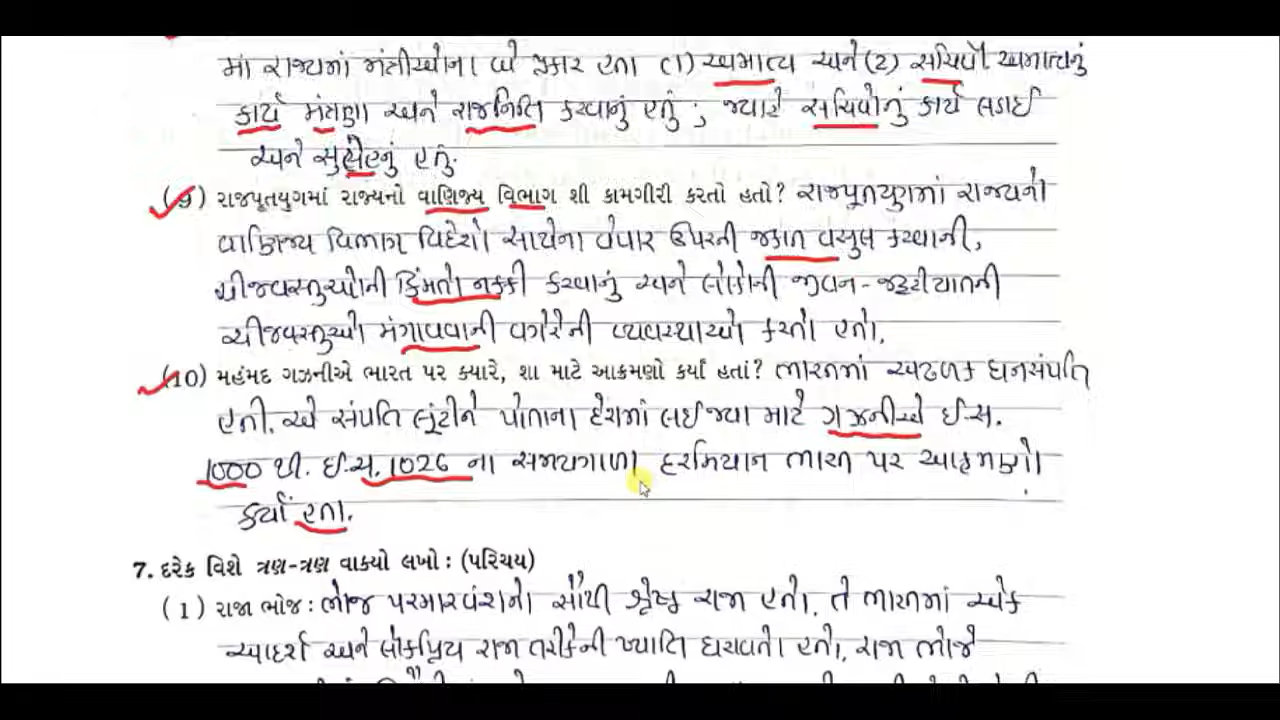 માં રાજ્યમાં મંત્રીઓના બે પ્રકાર હતા (1) અમાત્ય અને (2) સચિવો અમાત્યનું
કાર્ય મંત્રણા અને રાજનિતિ કરવાનું હતું ; જ્યારે સચિવોનું કાર્ય લડાઈ
અને સુલેહનું હતું.
(9) રાજપૂતયુગમાં રાજ્યનો વાણિજ્ય વિભાગ શી કામગીરી કરતો હતો? રાજપૂતયુગમાં રાજ્યનો
વાણિજ્ય વિભાગ વિદેશો સાથેના વેપાર ઉપરની જકાત વસુલ કરવાની,
ચીજવસ્તુઓની કિંમતો નક્કી કરવાનું અને લોકોની જીવન-જરૂરીયાતની
ચીજવસ્તુઓ મંગાવવાની વગેરેની વ્યવસ્થાઓ કરતો હતો.
(10) મહંમદ ગઝનીએ ભારત પર ક્યારે, શા માટે આક્રમણો કર્યાં હતાં? ભારતમાં અઢળક ધનસંપતિ
હતી. એ સંપતિ લૂંટીને પોતાના દેશમાં લઈજવા માટે ગઝનીએ ઈ.સ.
1000 થી. ઈ.સ. 1026 ના સમયગાળા દરમિયાન ભારત પર આક્રમણો
કર્યાં હતા.
7. દરેક વિશે ત્રણ-ત્રણ વાક્યો લખો : (પરિચય)
(1) રાજા ભોજ : ભોજ પરમારવંશનો સૌથી શ્રેષ્ઠ રાજા હતો. તે ભારતમાં એક
આદર્શ અને લોકપ્રિય રાજા તરીકેની ખ્યાતિ ધરાવતો હતો. રાજા ભોજે